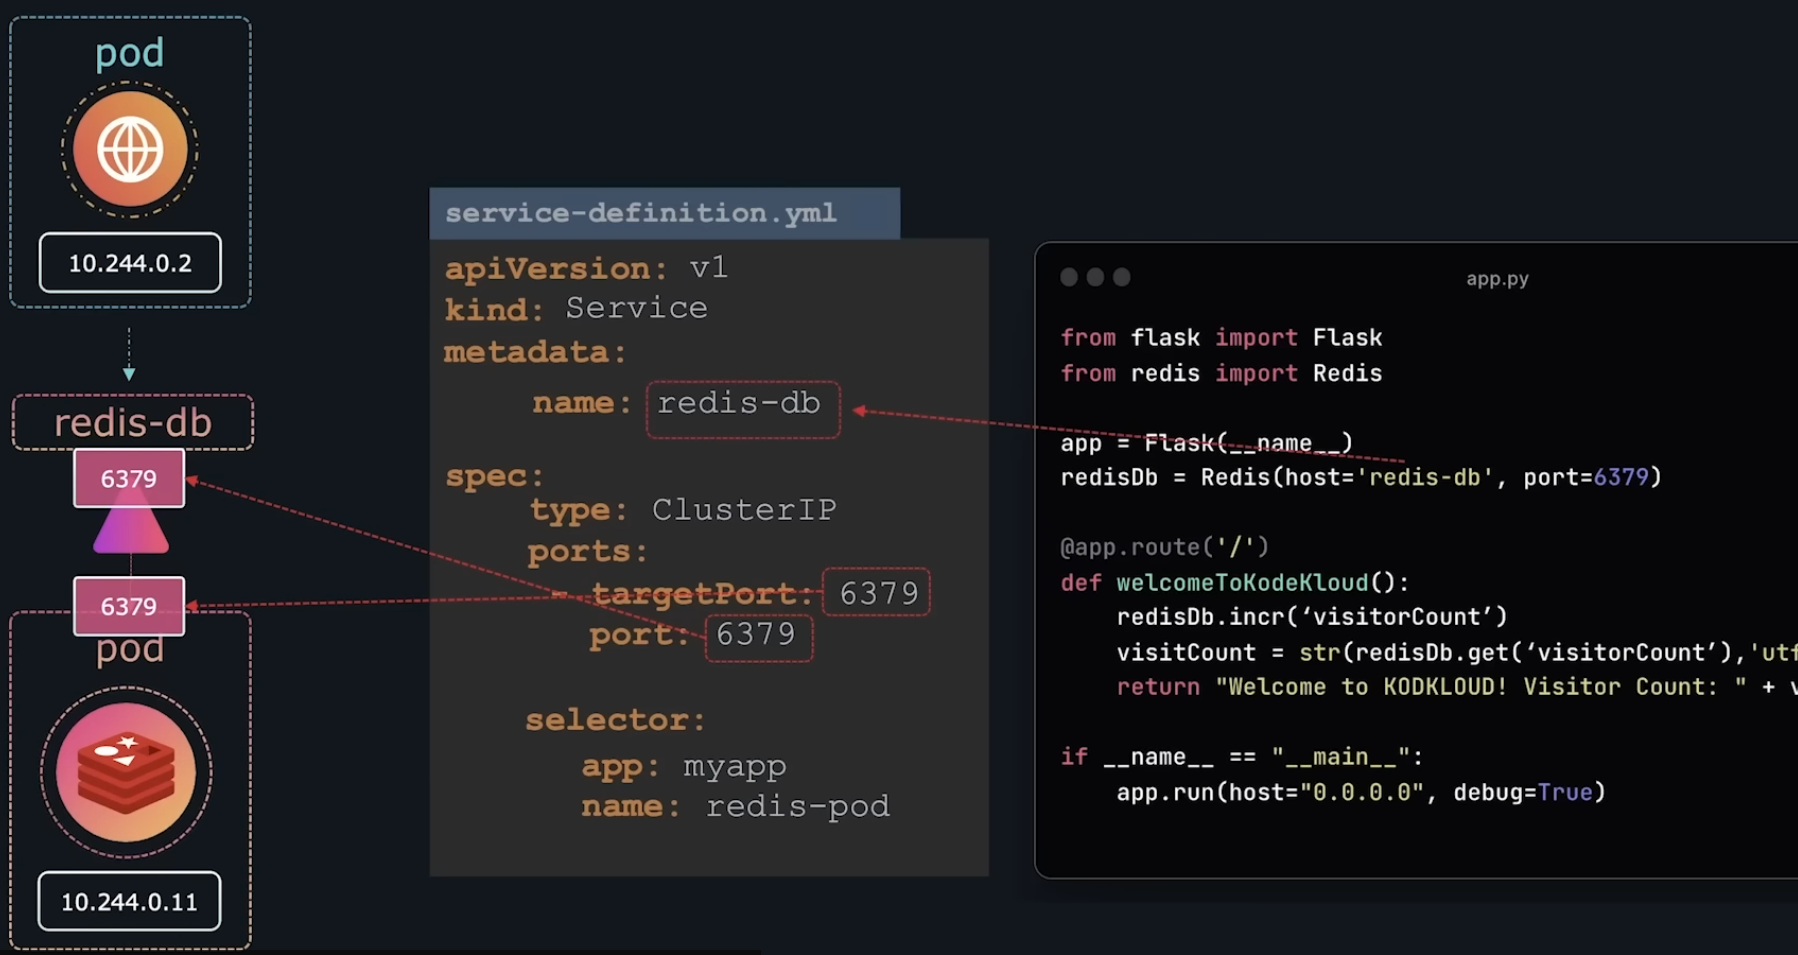 pod
10.244.0.2
redis-db
6379
6379
pod
10.244.0.11
service-definition.yml
apiVersion: v1
kind: Service
metadata:
name: redis-db
spec:
type: ClusterIP
ports:
- targetPort: 6379
port: 6379
selector:
app: myapp
name: redis-pod
app.py
from flask import Flask
from redis import Redis
app = Flask(__name__)
redisDb = Redis(host='redis-db', port=6379)
@app.route('/')
def welcomeToKodeKloud():
redisDb.incr(‘visitorCount’)
visitCount = str(redisDb.get(‘visitorCount’),'utf
return "Welcome to KODKLOUD! Visitor Count: " + v
if __name__ == "__main__":
app.run(host="0.0.0.0", debug=True)